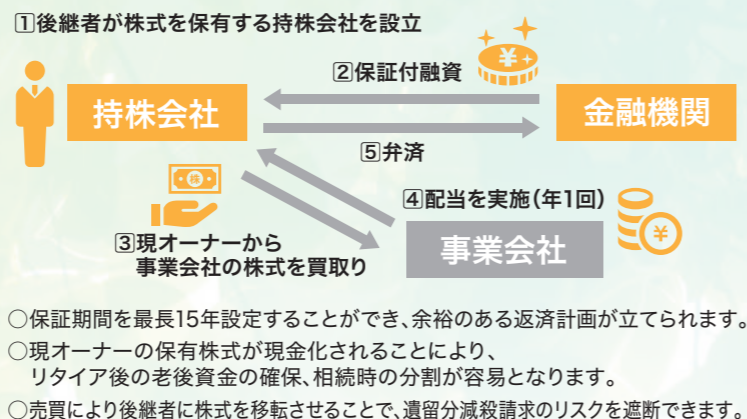 1後継者が株式を保有する持株会社を設立
2保証付融資
¥
持株会社
金融機関
5弁済
株
4配当を実施(年1回)
¥
3現オーナーから
事業会社の株式を買取り
事業会社
○保証期間を最長15年設定することができ、余裕のある返済計画が立てられます。
○現オーナーの保有株式が現金化されることにより、
リタイア後の老後資金の確保、相続時の分割が容易となります。
○売買により後継者に株式を移転させることで、遺留分減殺請求のリスクを遮断できます。